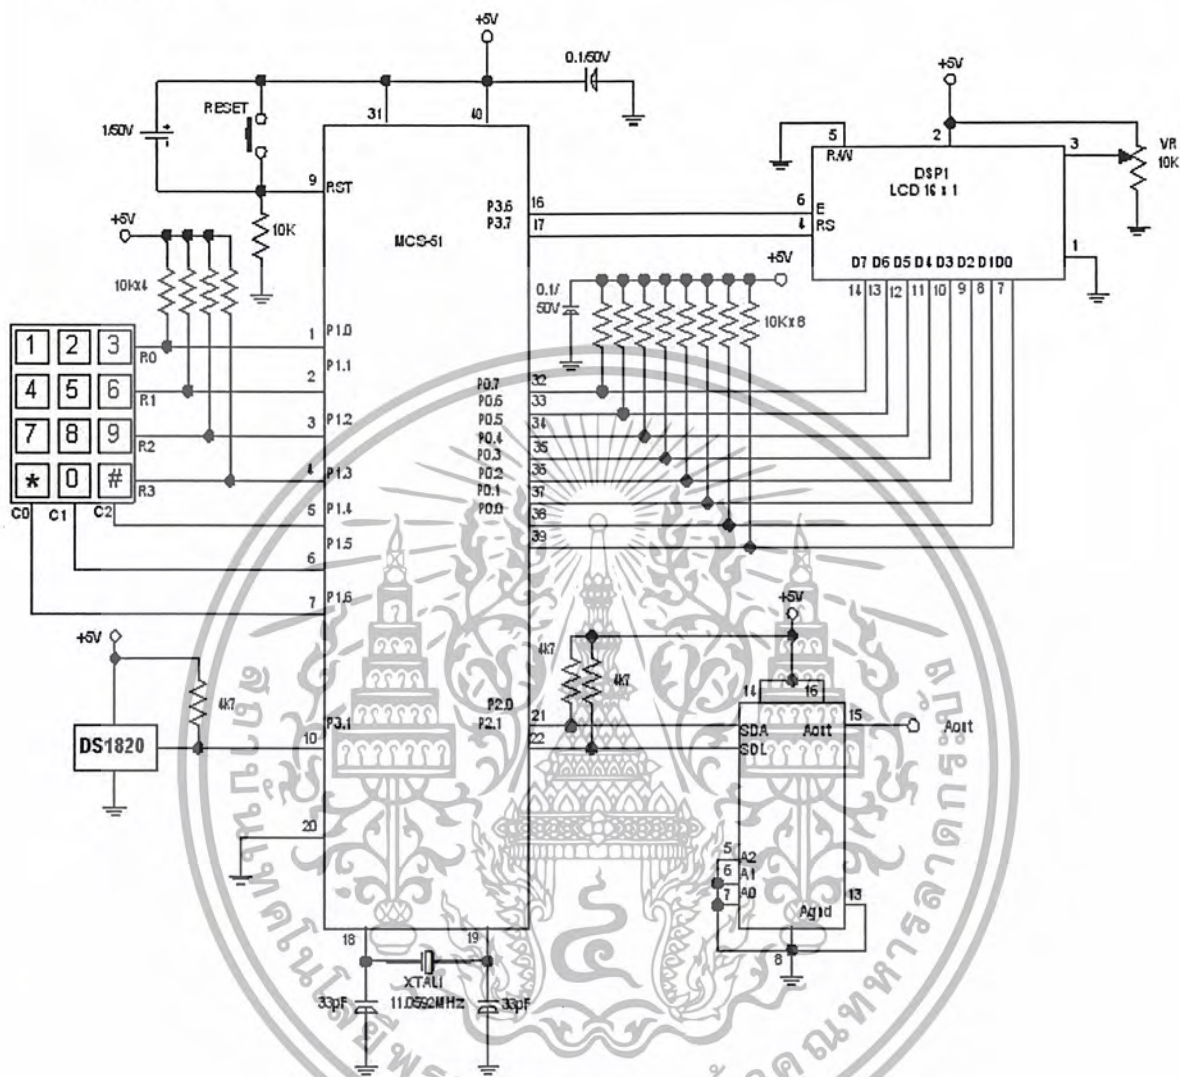 +5V
0.1/50V
31
40
RESET
1/50V
9
RST
10K
+5V
10Kx4
MCS-51
P3.6
16
P3.7
17
+5V
5
2
3
R/W
VR
10K
DSP1
LCD 16 x 1
6
E
4
RS
1
D7 D6 D5 D4 D3 D2 D1 D0
14 13 12 11 10 9 8 7
+5V
0.1/
50V
10Kx8
1 2 3
4 5 6
7 8 9
* 0 #
R0
R1
R2
R3
C0 C1 C2
1
P1.0
2
P1.1
3
P1.2
4
P1.3
5
P1.4
6
P1.5
7
P1.6
P0.7
32
P0.6
33
P0.5
34
P0.4
35
P0.3
36
P0.2
37
P0.1
38
P0.0
39
+5V
4k7
DS1820
10
P3.1
20
+5V
4k7
4k7
P2.0
21
P2.1
22
14
16
SDA
SDL
Aout
15
Aout
5
A2
6
A1
7
A0
13
Agnd
8
18
19
XTAL1
11.0592MHz
33pF
33pF